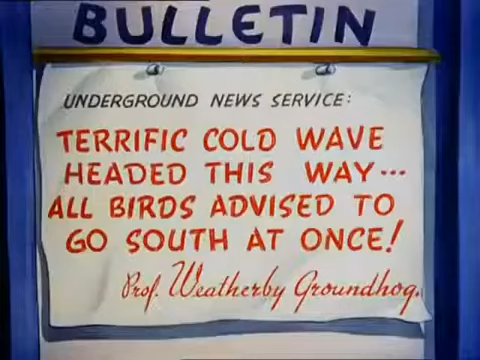 BULLETIN
UNDERGROUND NEWS SERVICE:
TERRIFIC COLD WAVE
HEADED THIS WAY...
ALL BIRDS ADVISED TO
GO SOUTH AT ONCE!
Prof. Weatherby Groundhog.